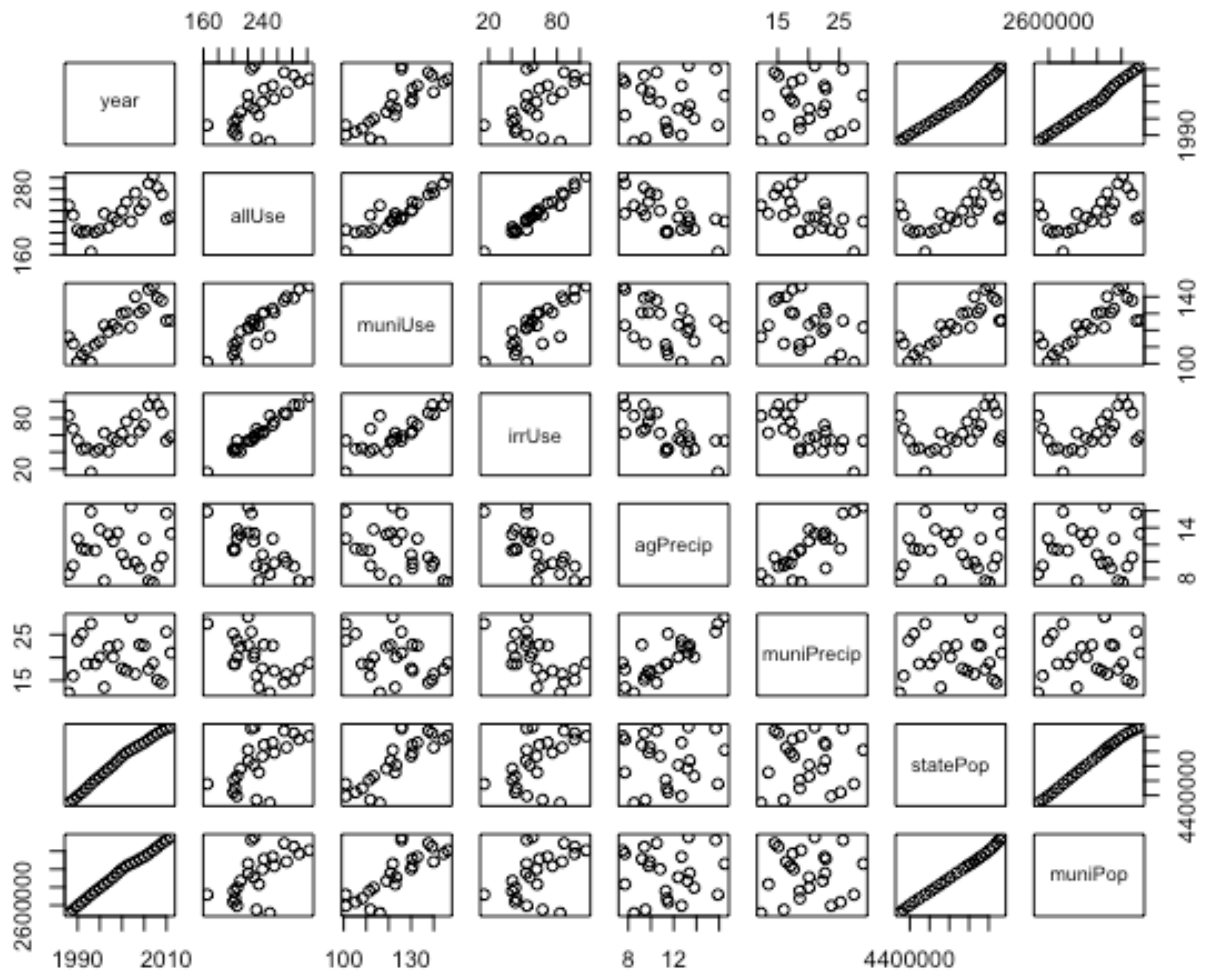 160 240 20 80 15 25 2600000
year
1990
160 280
allUse
muniUse
100 140
20 80
irrUse
agPrecip
8 14
15 25
muniPrecip
statePop
4400000
2600000
muniPop
1990 2010 100 130 8 12 4400000